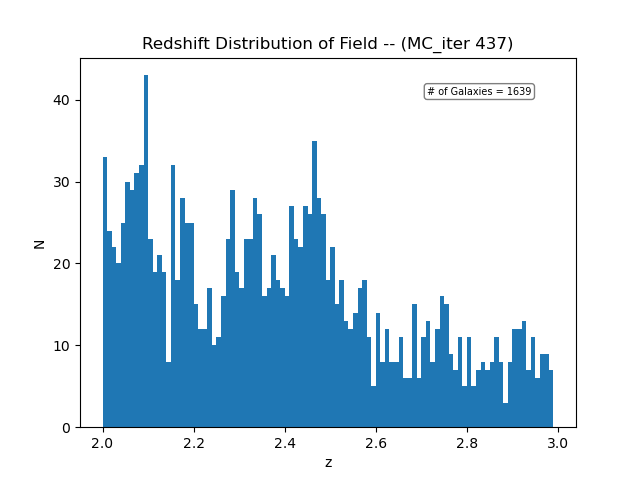 Redshift Distribution of Field -- (MC_iter 437)
# of Galaxies = 1639
N
40
30
20
10
0
2.0 2.2 2.4 2.6 2.8 3.0
z